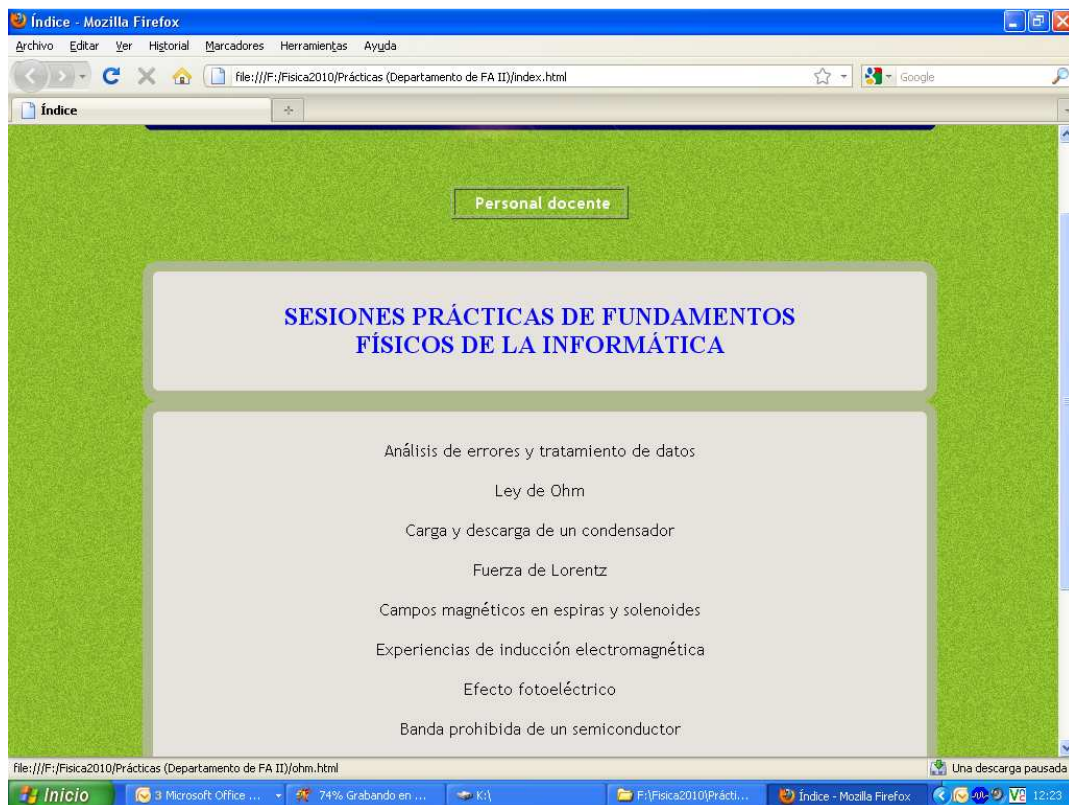 Índice - Mozilla Firefox
Archivo Editar Ver Historial Marcadores Herramientas Ayuda
file:///F:/Fisica2010/Prácticas (Departamento de FA II)/index.html
Google
Índice
Personal docente
SESIONES PRÁCTICAS DE FUNDAMENTOS
FÍSICOS DE LA INFORMÁTICA
Análisis de errores y tratamiento de datos
Ley de Ohm
Carga y descarga de un condensador
Fuerza de Lorentz
Campos magnéticos en espiras y solenoides
Experiencias de inducción electromagnética
Efecto fotoeléctrico
Banda prohibida de un semiconductor
file:///F:/Fisica2010/Prácticas (Departamento de FA II)/ohm.html
Una descarga pausada
Inicio
3 Microsoft Office ...
74% Grabando en ...
K:\
F:\Fisica2010\Prácti...
Índice - Mozilla Firefox
12:23